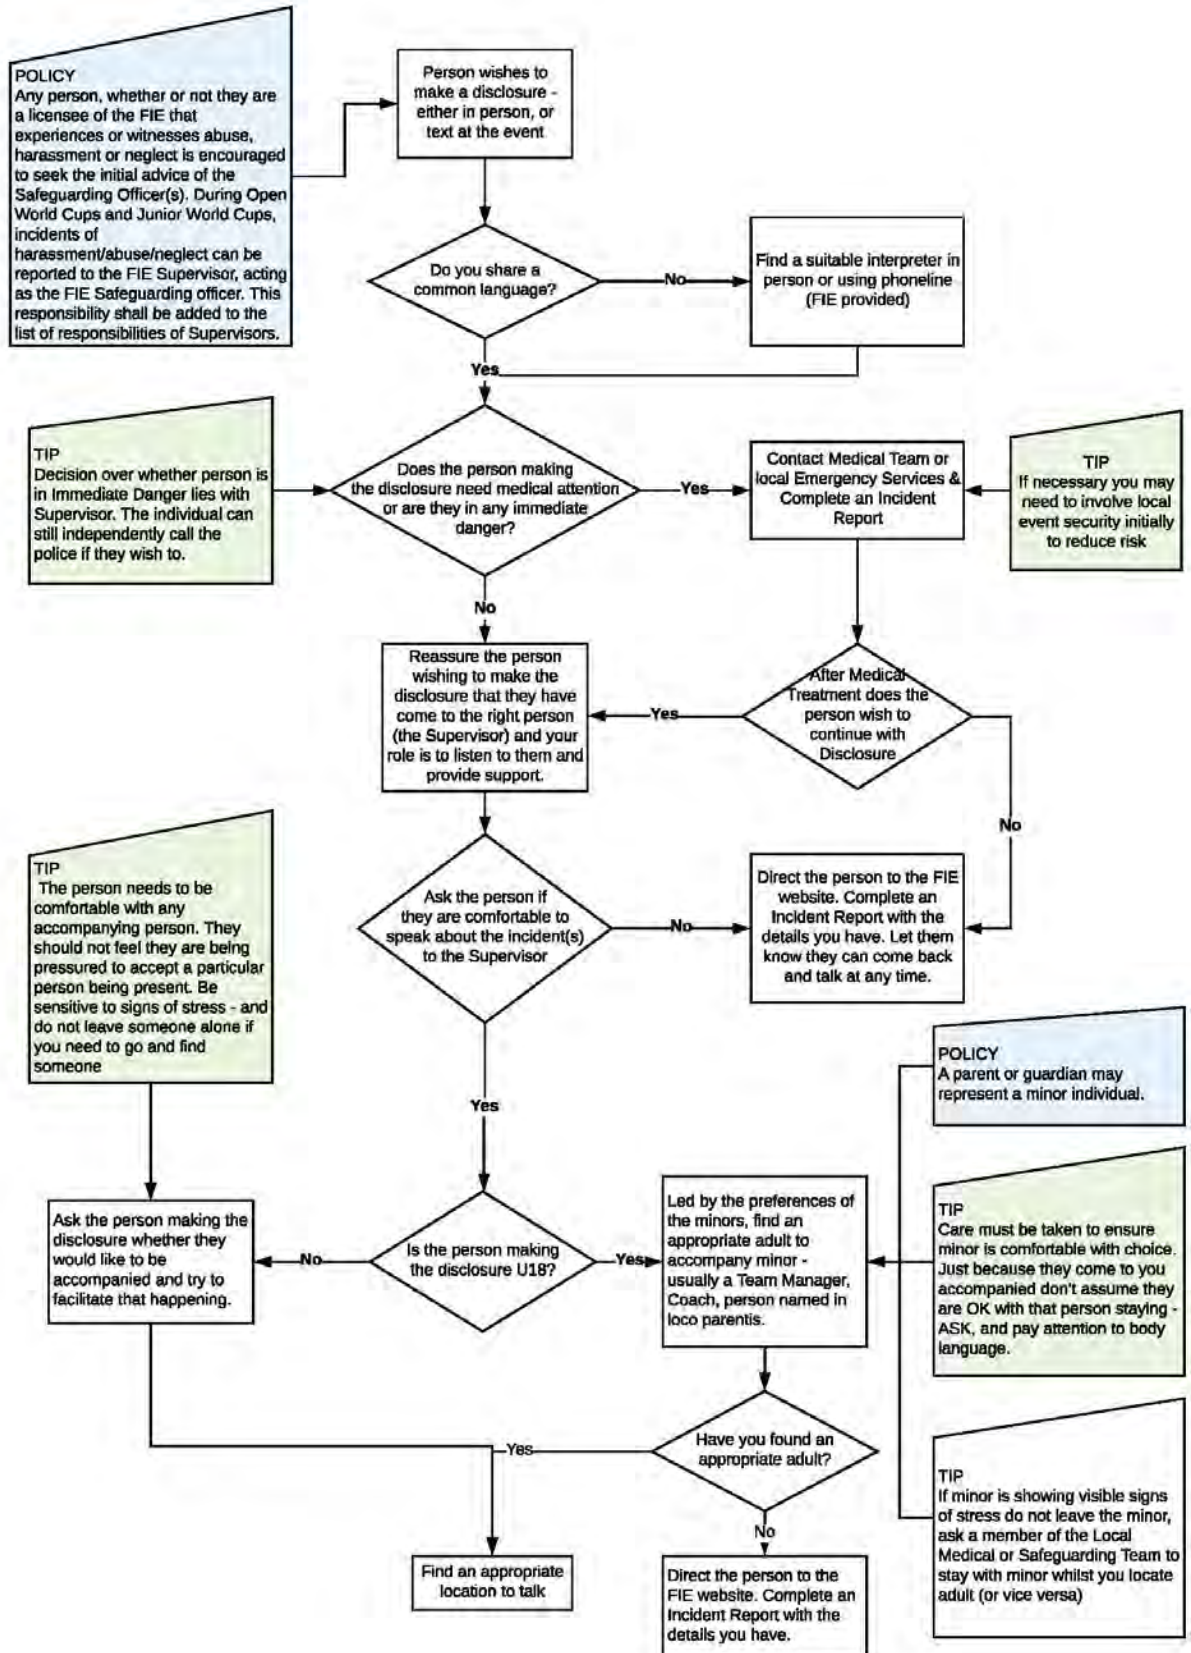 POLICY
Any person, whether or not they are
a licensee of the FIE that
experiences or witnesses abuse,
harassment or neglect is encouraged
to seek the initial advice of the
Safeguarding Officer(s). During Open
World Cups and Junior World Cups,
incidents of
harassment/abuse/neglect can be
reported to the FIE Supervisor, acting
as the FIE Safeguarding officer. This
responsibility shall be added to the
list of responsibilities of Supervisors.
Person wishes to
make a disclosure -
either in person, or
text at the event
Do you share a
common language?
No
Find a suitable interpreter in
person or using phoneline
(FIE provided)
Yes
TIP
Decision over whether person is
in Immediate Danger lies with
Supervisor. The individual can
still independently call the
police if they wish to.
Does the person making
the disclosure need medical attention
or are they in any immediate
danger?
Yes
Contact Medical Team or
local Emergency Services &
Complete an Incident
Report
TIP
If necessary you may
need to involve local
event security initially
to reduce risk
No
Reassure the person
wishing to make the
disclosure that they have
come to the right person
(the Supervisor) and your
role is to listen to them and
provide support.
Yes
After Medical
Treatment does the
person wish to
continue with
Disclosure
No
TIP
The person needs to be
comfortable with any
accompanying person. They
should not feel they are being
pressured to accept a particular
person being present. Be
sensitive to signs of stress - and
do not leave someone alone if
you need to go and find
someone
Ask the person if
they are comfortable to
speak about the incident(s)
to the Supervisor
No
Direct the person to the FIE
website. Complete an
Incident Report with the
details you have. Let them
know they can come back
and talk at any time.
Yes
POLICY
A parent or guardian may
represent a minor individual.
Ask the person making the
disclosure whether they
would like to be
accompanied and try to
facilitate that happening.
No
Is the person making
the disclosure U18?
Yes
Led by the preferences of
the minors, find an
appropriate adult to
accompany minor -
usually a Team Manager,
Coach, person named in
loco parentis.
TIP
Care must be taken to ensure
minor is comfortable with choice.
Just because they come to you
accompanied don't assume they
are OK with that person staying -
ASK, and pay attention to body
language.
Yes
Have you found an
appropriate adult?
No
TIP
If minor is showing visible signs
of stress do not leave the minor,
ask a member of the Local
Medical or Safeguarding Team to
stay with minor whilst you locate
adult (or vice versa)
Find an appropriate
location to talk
Direct the person to the
FIE website. Complete an
Incident Report with the
details you have.